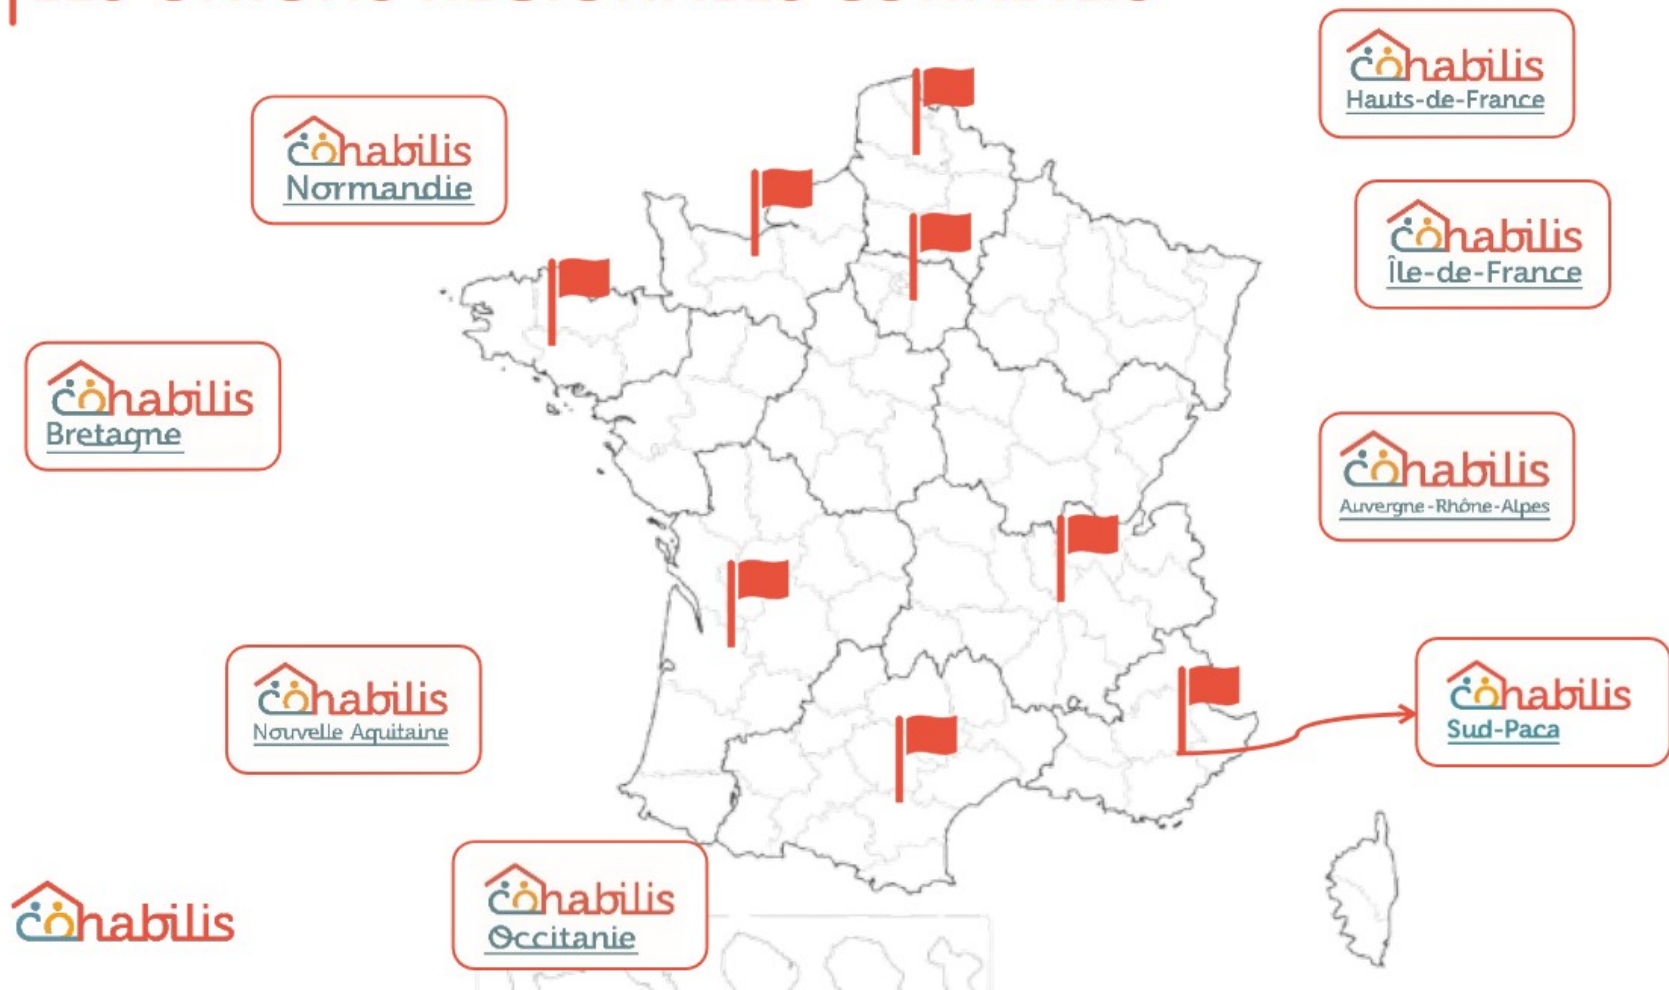 cohabilis
Hauts-de-France
cohabilis
Normandie
cohabilis
Île-de-France
cohabilis
Bretagne
cohabilis
Auvergne-Rhône-Alpes
cohabilis
Nouvelle Aquitaine
cohabilis
Sud-Paca
cohabilis
Occitanie
cohabilis